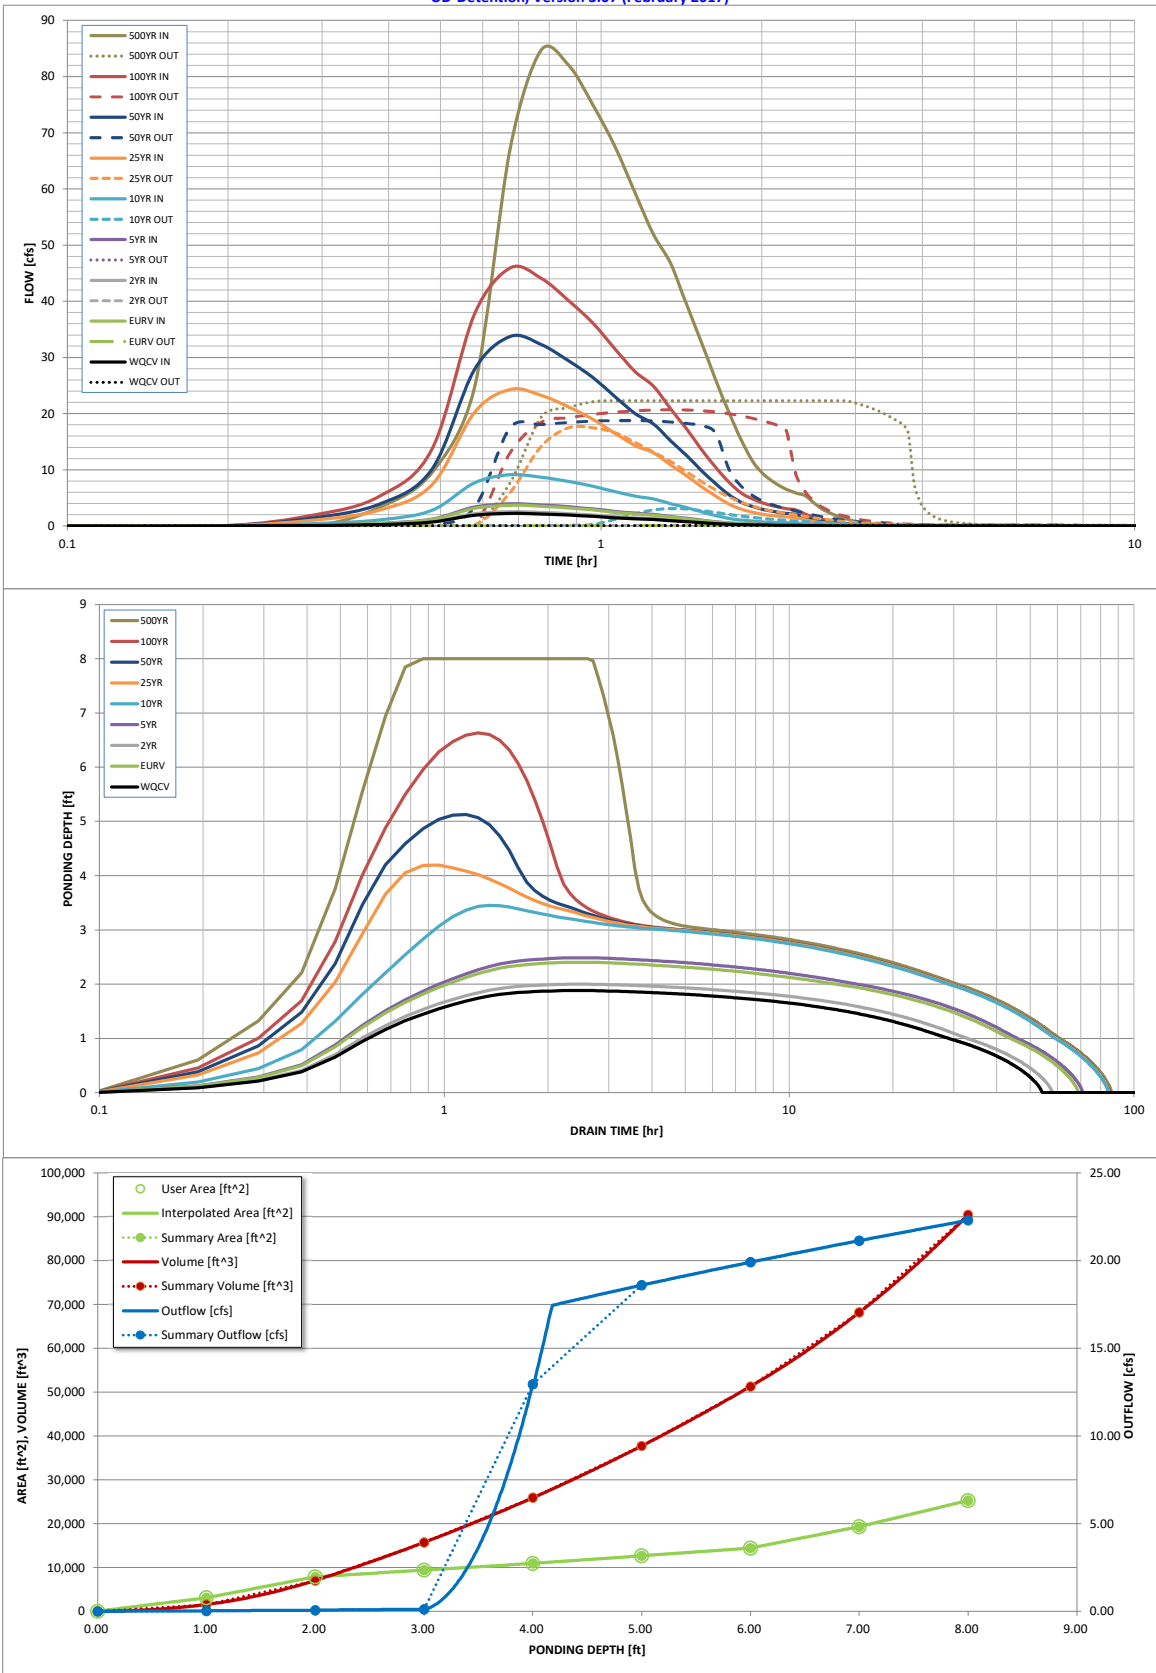 UD-Detention, Version 3.07 (February 2017)
90
80
70
60
50
40
30
20
10
0
FLOW [cfs]
500YR IN
500YR OUT
100YR IN
100YR OUT
50YR IN
50YR OUT
25YR IN
25YR OUT
10YR IN
10YR OUT
5YR IN
5YR OUT
2YR IN
2YR OUT
EURV IN
EURV OUT
WQCV IN
WQCV OUT
0.1
1
10
TIME [hr]
9
8
7
6
5
4
3
2
1
0
PONDING DEPTH [ft]
500YR
100YR
50YR
25YR
10YR
5YR
2YR
EURV
WQCV
0.1
1
10
100
DRAIN TIME [hr]
100,000
90,000
80,000
70,000
60,000
50,000
40,000
30,000
20,000
10,000
0
AREA [ft^2], VOLUME [ft^3]
User Area [ft^2]
Interpolated Area [ft^2]
Summary Area [ft^2]
Volume [ft^3]
Summary Volume [ft^3]
Outflow [cfs]
Summary Outflow [cfs]
25.00
20.00
15.00
10.00
5.00
0.00
OUTFLOW [cfs]
0.00
1.00
2.00
3.00
4.00
5.00
6.00
7.00
8.00
9.00
PONDING DEPTH [ft]